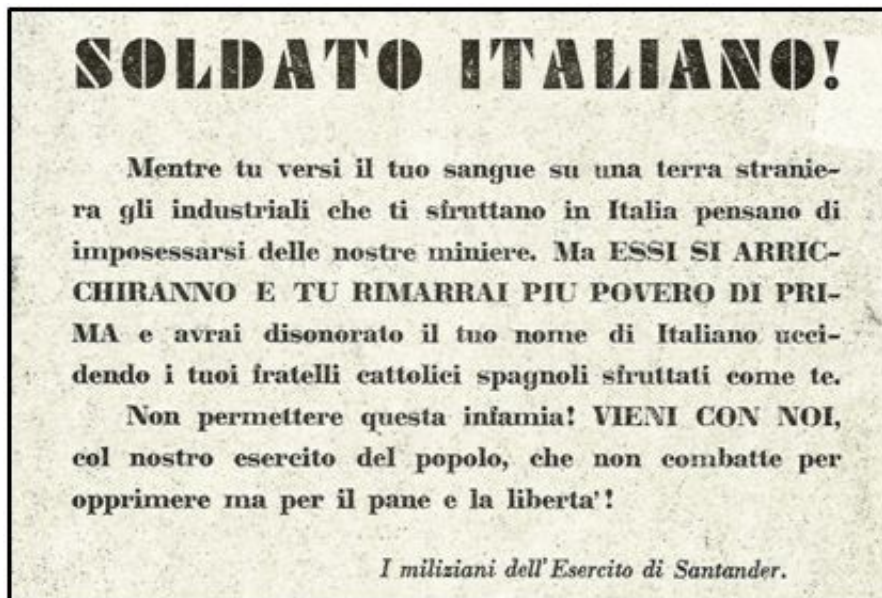 SOLDATO ITALIANO!
Mentre tu versi il tuo sangue su una terra stranie-
ra gli industriali che ti sfruttano in Italia pensano di
imposessarsi delle nostre miniere. Ma ESSI SI ARRIC-
CHIRANNO E TU RIMARRAI PIU POVERO DI PRI-
MA e avrai disonorato il tuo nome di Italiano ucci-
dendo i tuoi fratelli cattolici spagnoli sfruttati come te.
Non permettere questa infamia! VIENI CON NOI,
col nostro esercito del popolo, che non combatte per
opprimere ma per il pane e la liberta'!
I miliziani dell'Esercito di Santander.